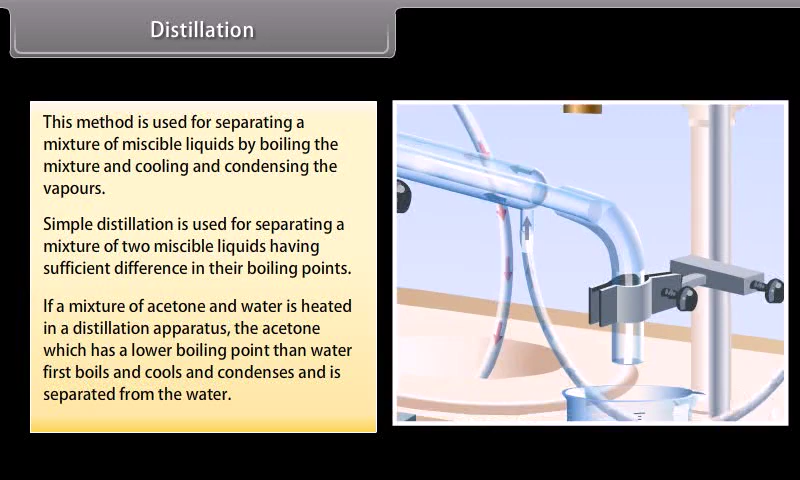 Distillation
This method is used for separating a
mixture of miscible liquids by boiling the
mixture and cooling and condensing the
vapours.
Simple distillation is used for separating a
mixture of two miscible liquids having
sufficient difference in their boiling points.
If a mixture of acetone and water is heated
in a distillation apparatus, the acetone
which has a lower boiling point than water
first boils and cools and condenses and is
separated from the water.